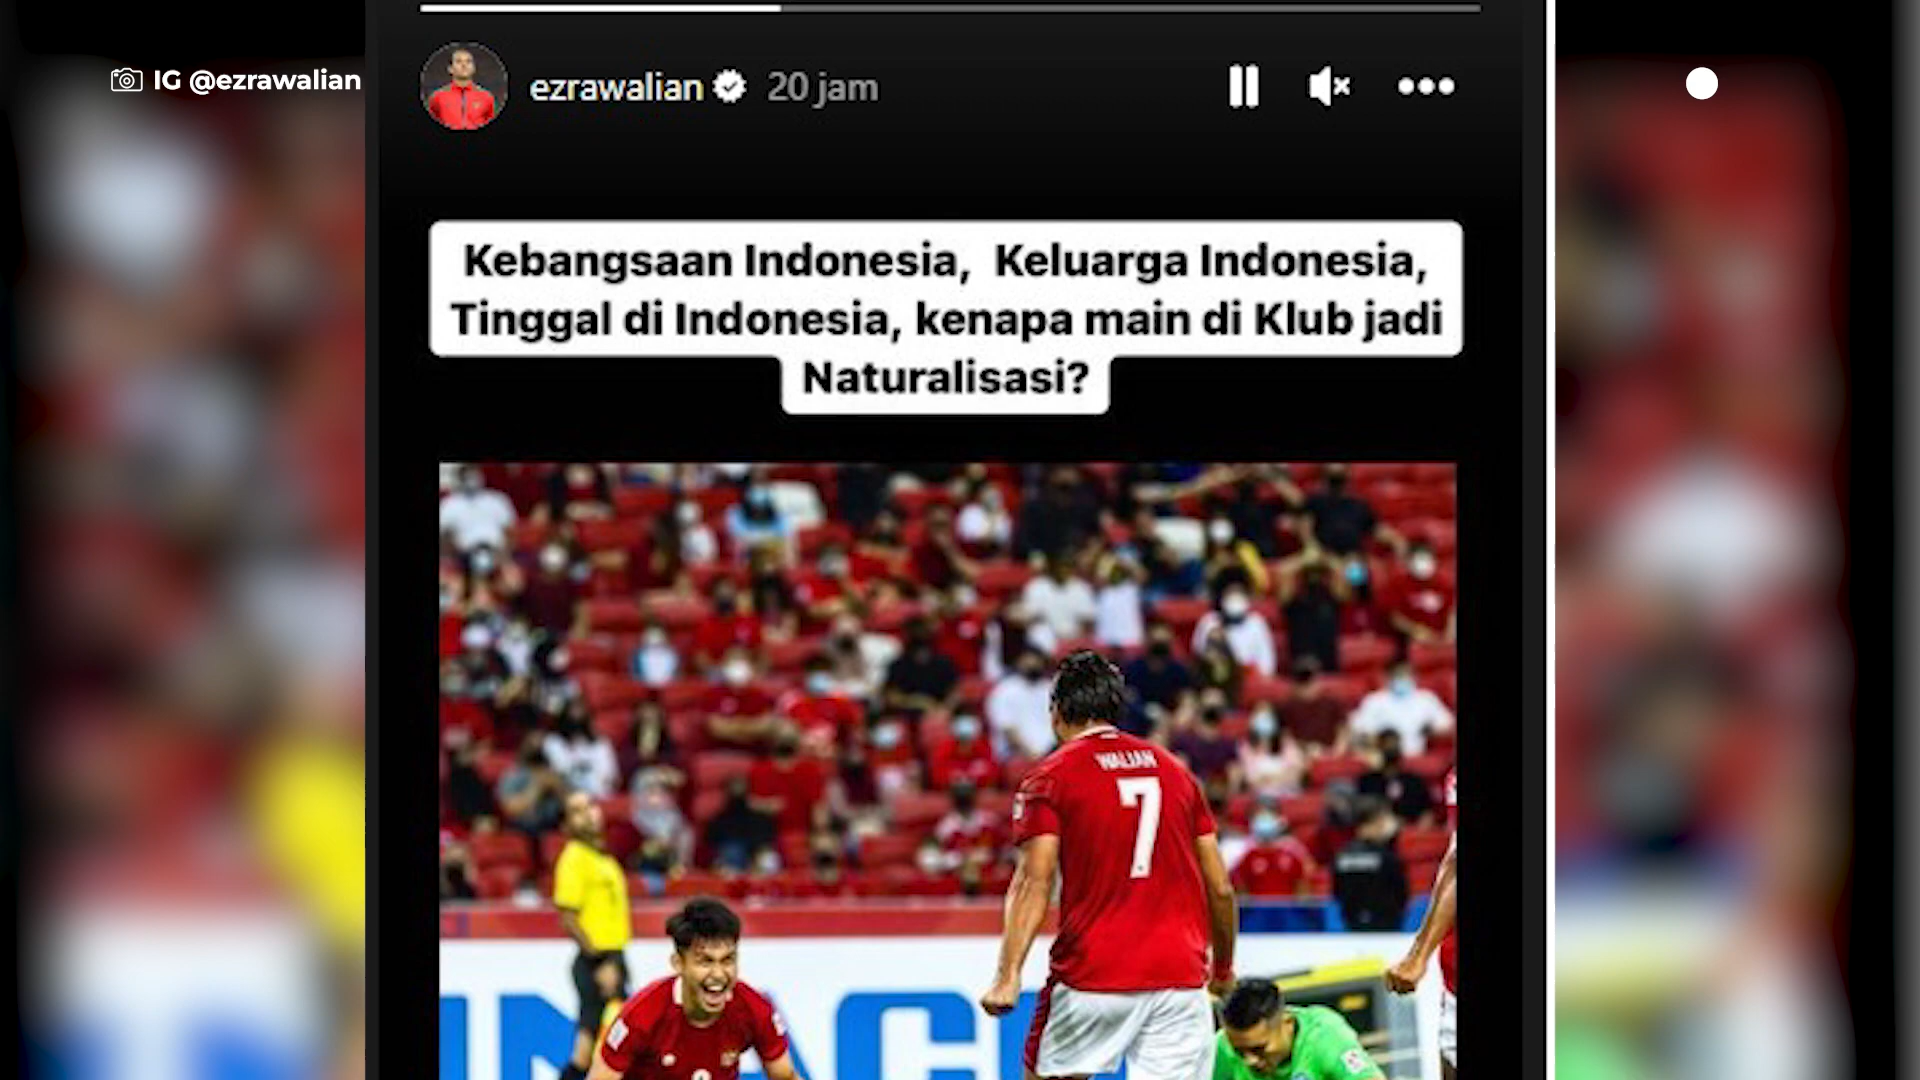 IG @ezrawalian
ezrawalian 20 jam
Kebangsaan Indonesia, Keluarga Indonesia,
Tinggal di Indonesia, kenapa main di Klub jadi
Naturalisasi?
WALIAN
7